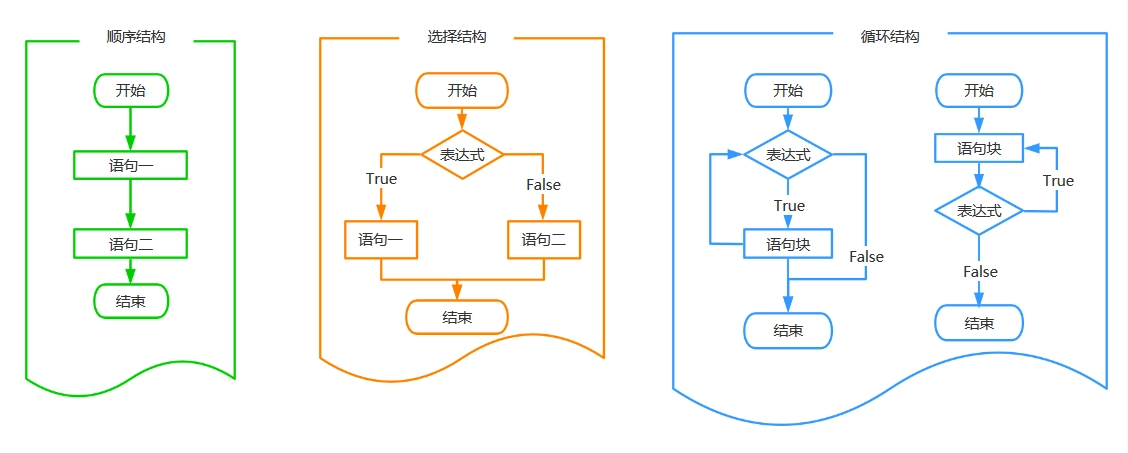 顺序结构
开始
语句一
语句二
结束
选择结构
开始
表达式
True
False
语句一
语句二
结束
循环结构
开始
表达式
True
语句块
False
结束
开始
语句块
True
表达式
False
结束